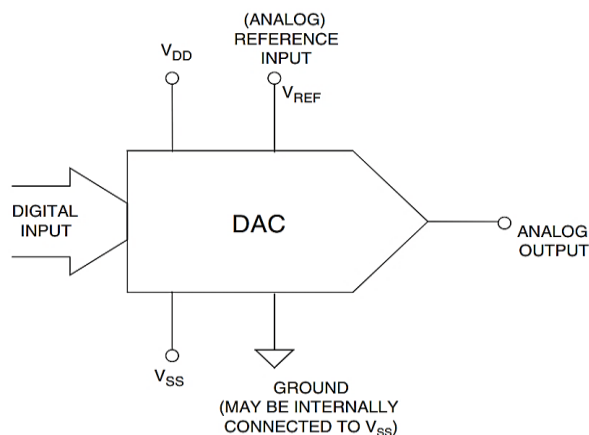 (ANALOG)
REFERENCE
INPUT
VDD
VREF
DIGITAL
INPUT
DAC
ANALOG
OUTPUT
VSS
GROUND
(MAY BE INTERNALLY
CONNECTED TO VSS)